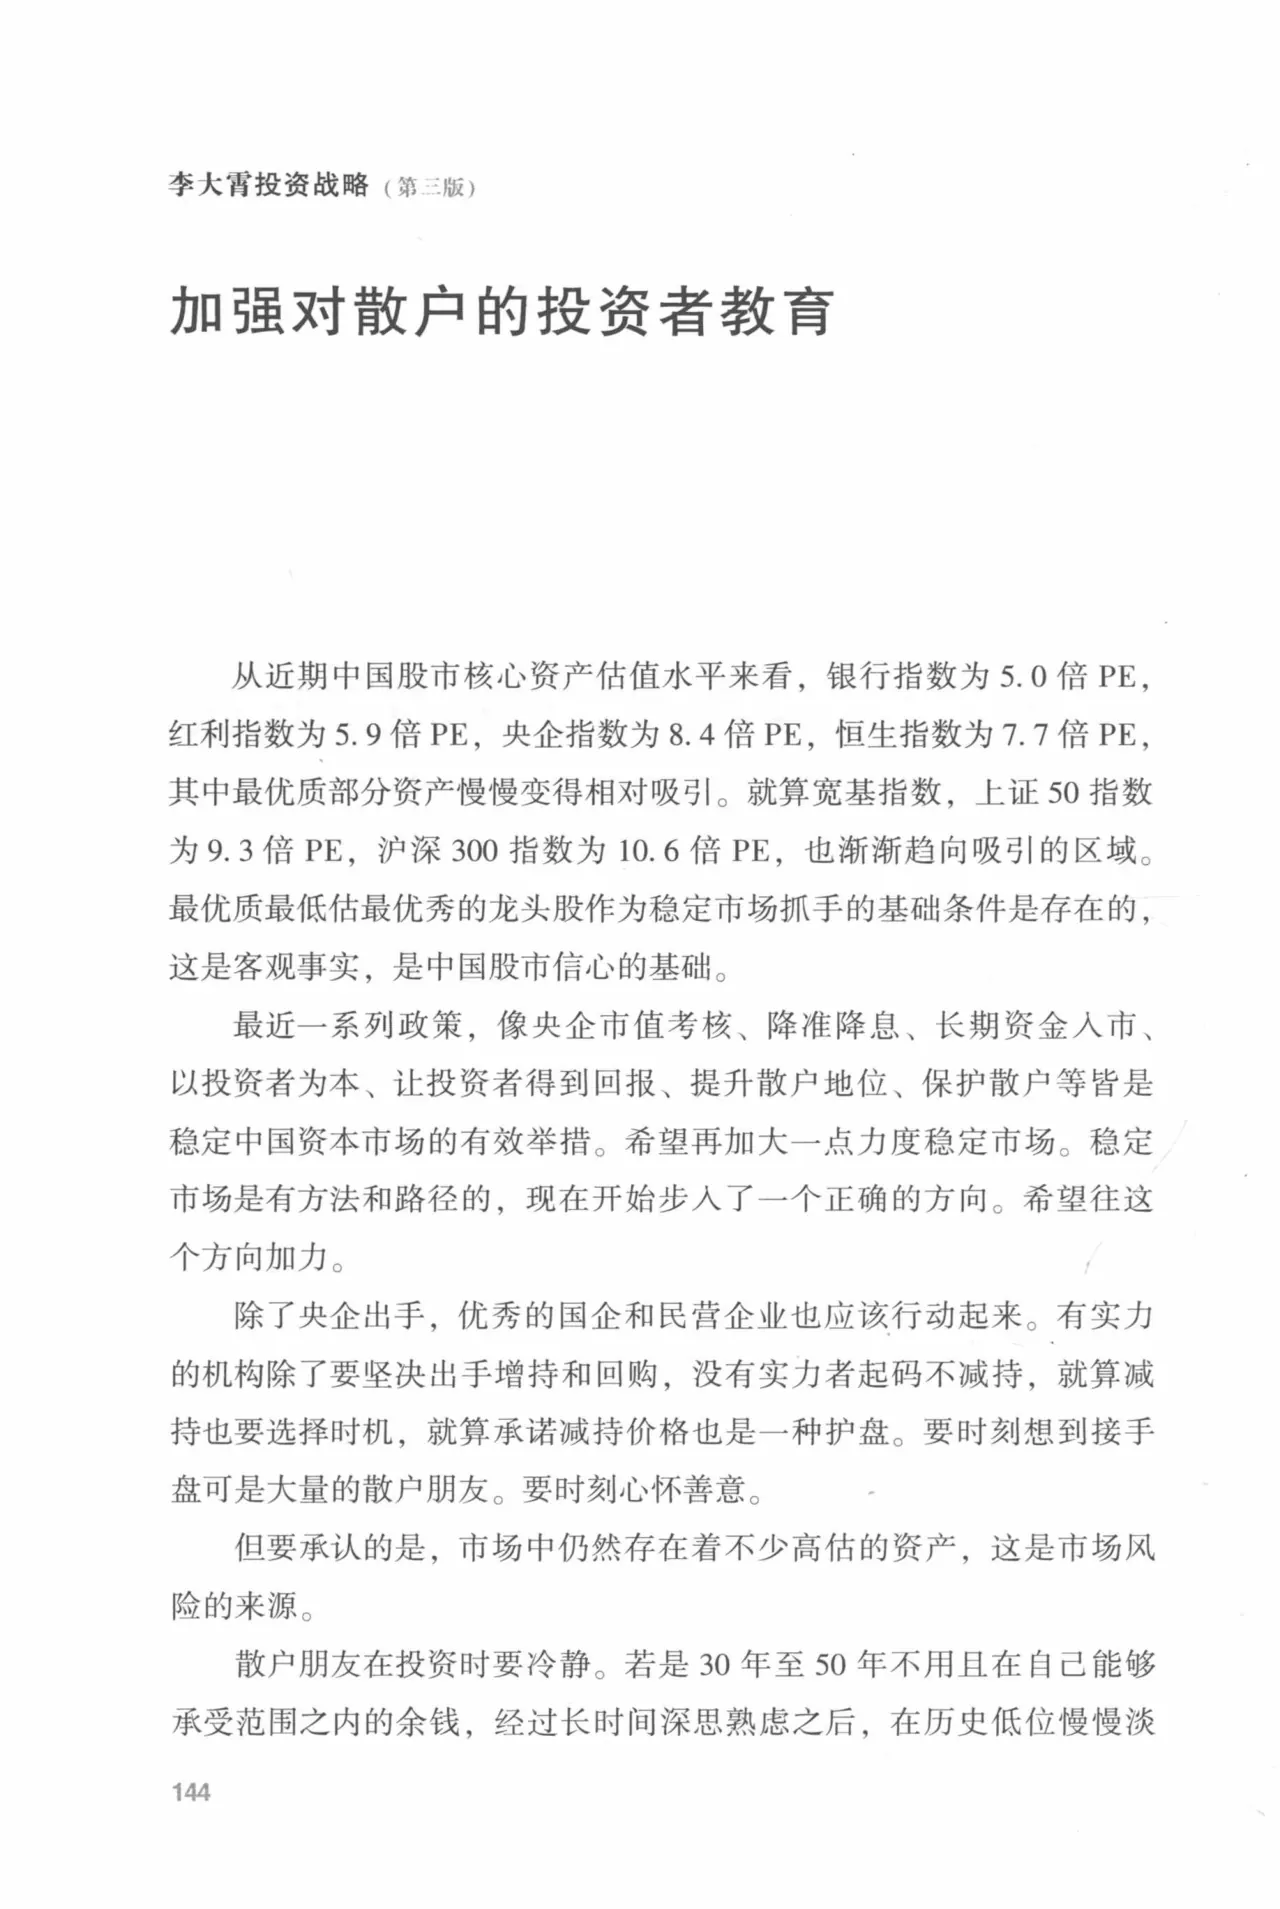 李大霄投资战略（第三版）
加强对散户的投资者教育
从近期中国股市核心资产估值水平来看，银行指数为 5.0 倍 PE，
红利指数为 5.9 倍 PE，央企指数为 8.4 倍 PE，恒生指数为 7.7 倍 PE，
其中最优质部分资产慢慢变得相对吸引。就算宽基指数，上证 50 指数
为 9.3 倍 PE，沪深 300 指数为 10.6 倍 PE，也渐渐趋向吸引的区域。
最优质最低估最优秀的龙头股作为稳定市场抓手的基础条件是存在的，
这是客观事实，是中国股市信心的基础。
最近一系列政策，像央企市值考核、降准降息、长期资金入市、
以投资者为本、让投资者得到回报、提升散户地位、保护散户等皆是
稳定中国资本市场的有效举措。希望再加大一点力度稳定市场。稳定
市场是有方法和路径的，现在开始步入了一个正确的方向。希望往这
个方向加力。
除了央企出手，优秀的国企和民营企业也应该行动起来。有实力
的机构除了要坚决出手增持和回购，没有实力者起码不减持，就算减
持也要选择时机，就算承诺减持价格也是一种护盘。要时刻想到接手
盘可是大量的散户朋友。要时刻心怀善意。
但要承认的是，市场中仍然存在着不少高估的资产，这是市场风
险的来源。
散户朋友在投资时要冷静。若是 30 年至 50 年不用且在自己能够
承受范围之内的余钱，经过长时间深思熟虑之后，在历史低位慢慢淡
144